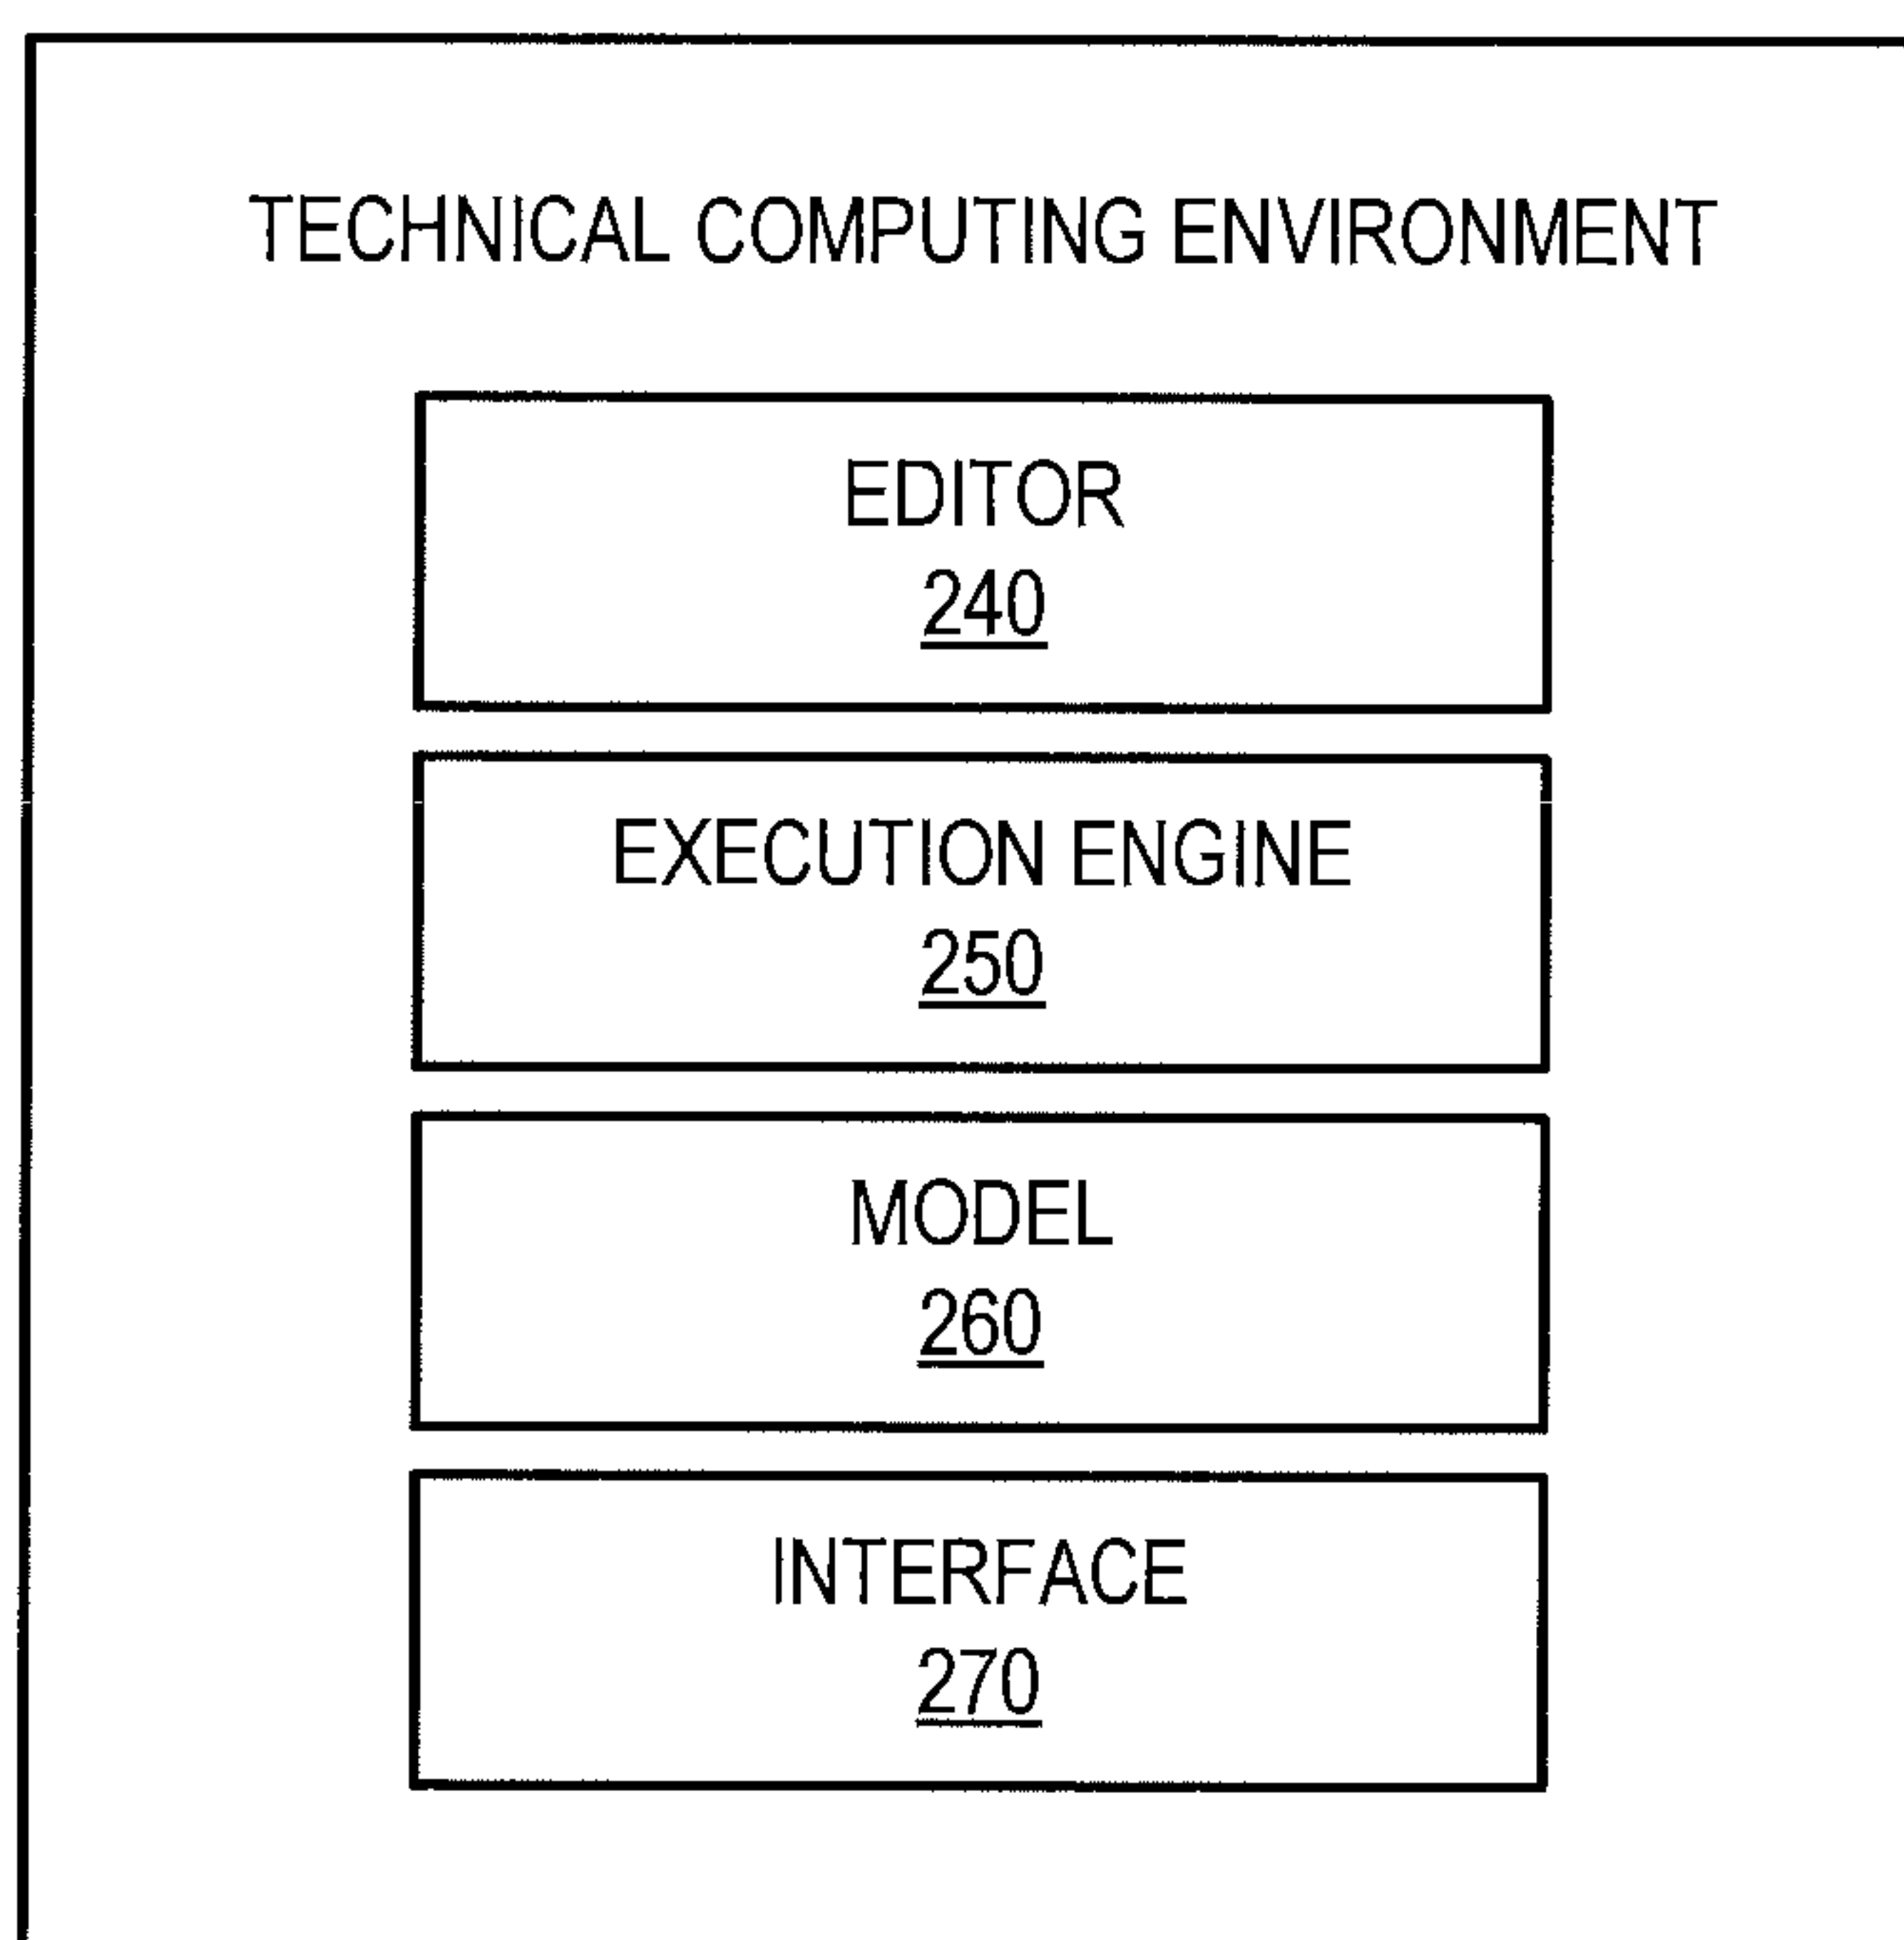 TECHNICAL COMPUTING ENVIRONMENT
EDITOR
240
EXECUTION ENGINE
250
MODEL
260
INTERFACE
270